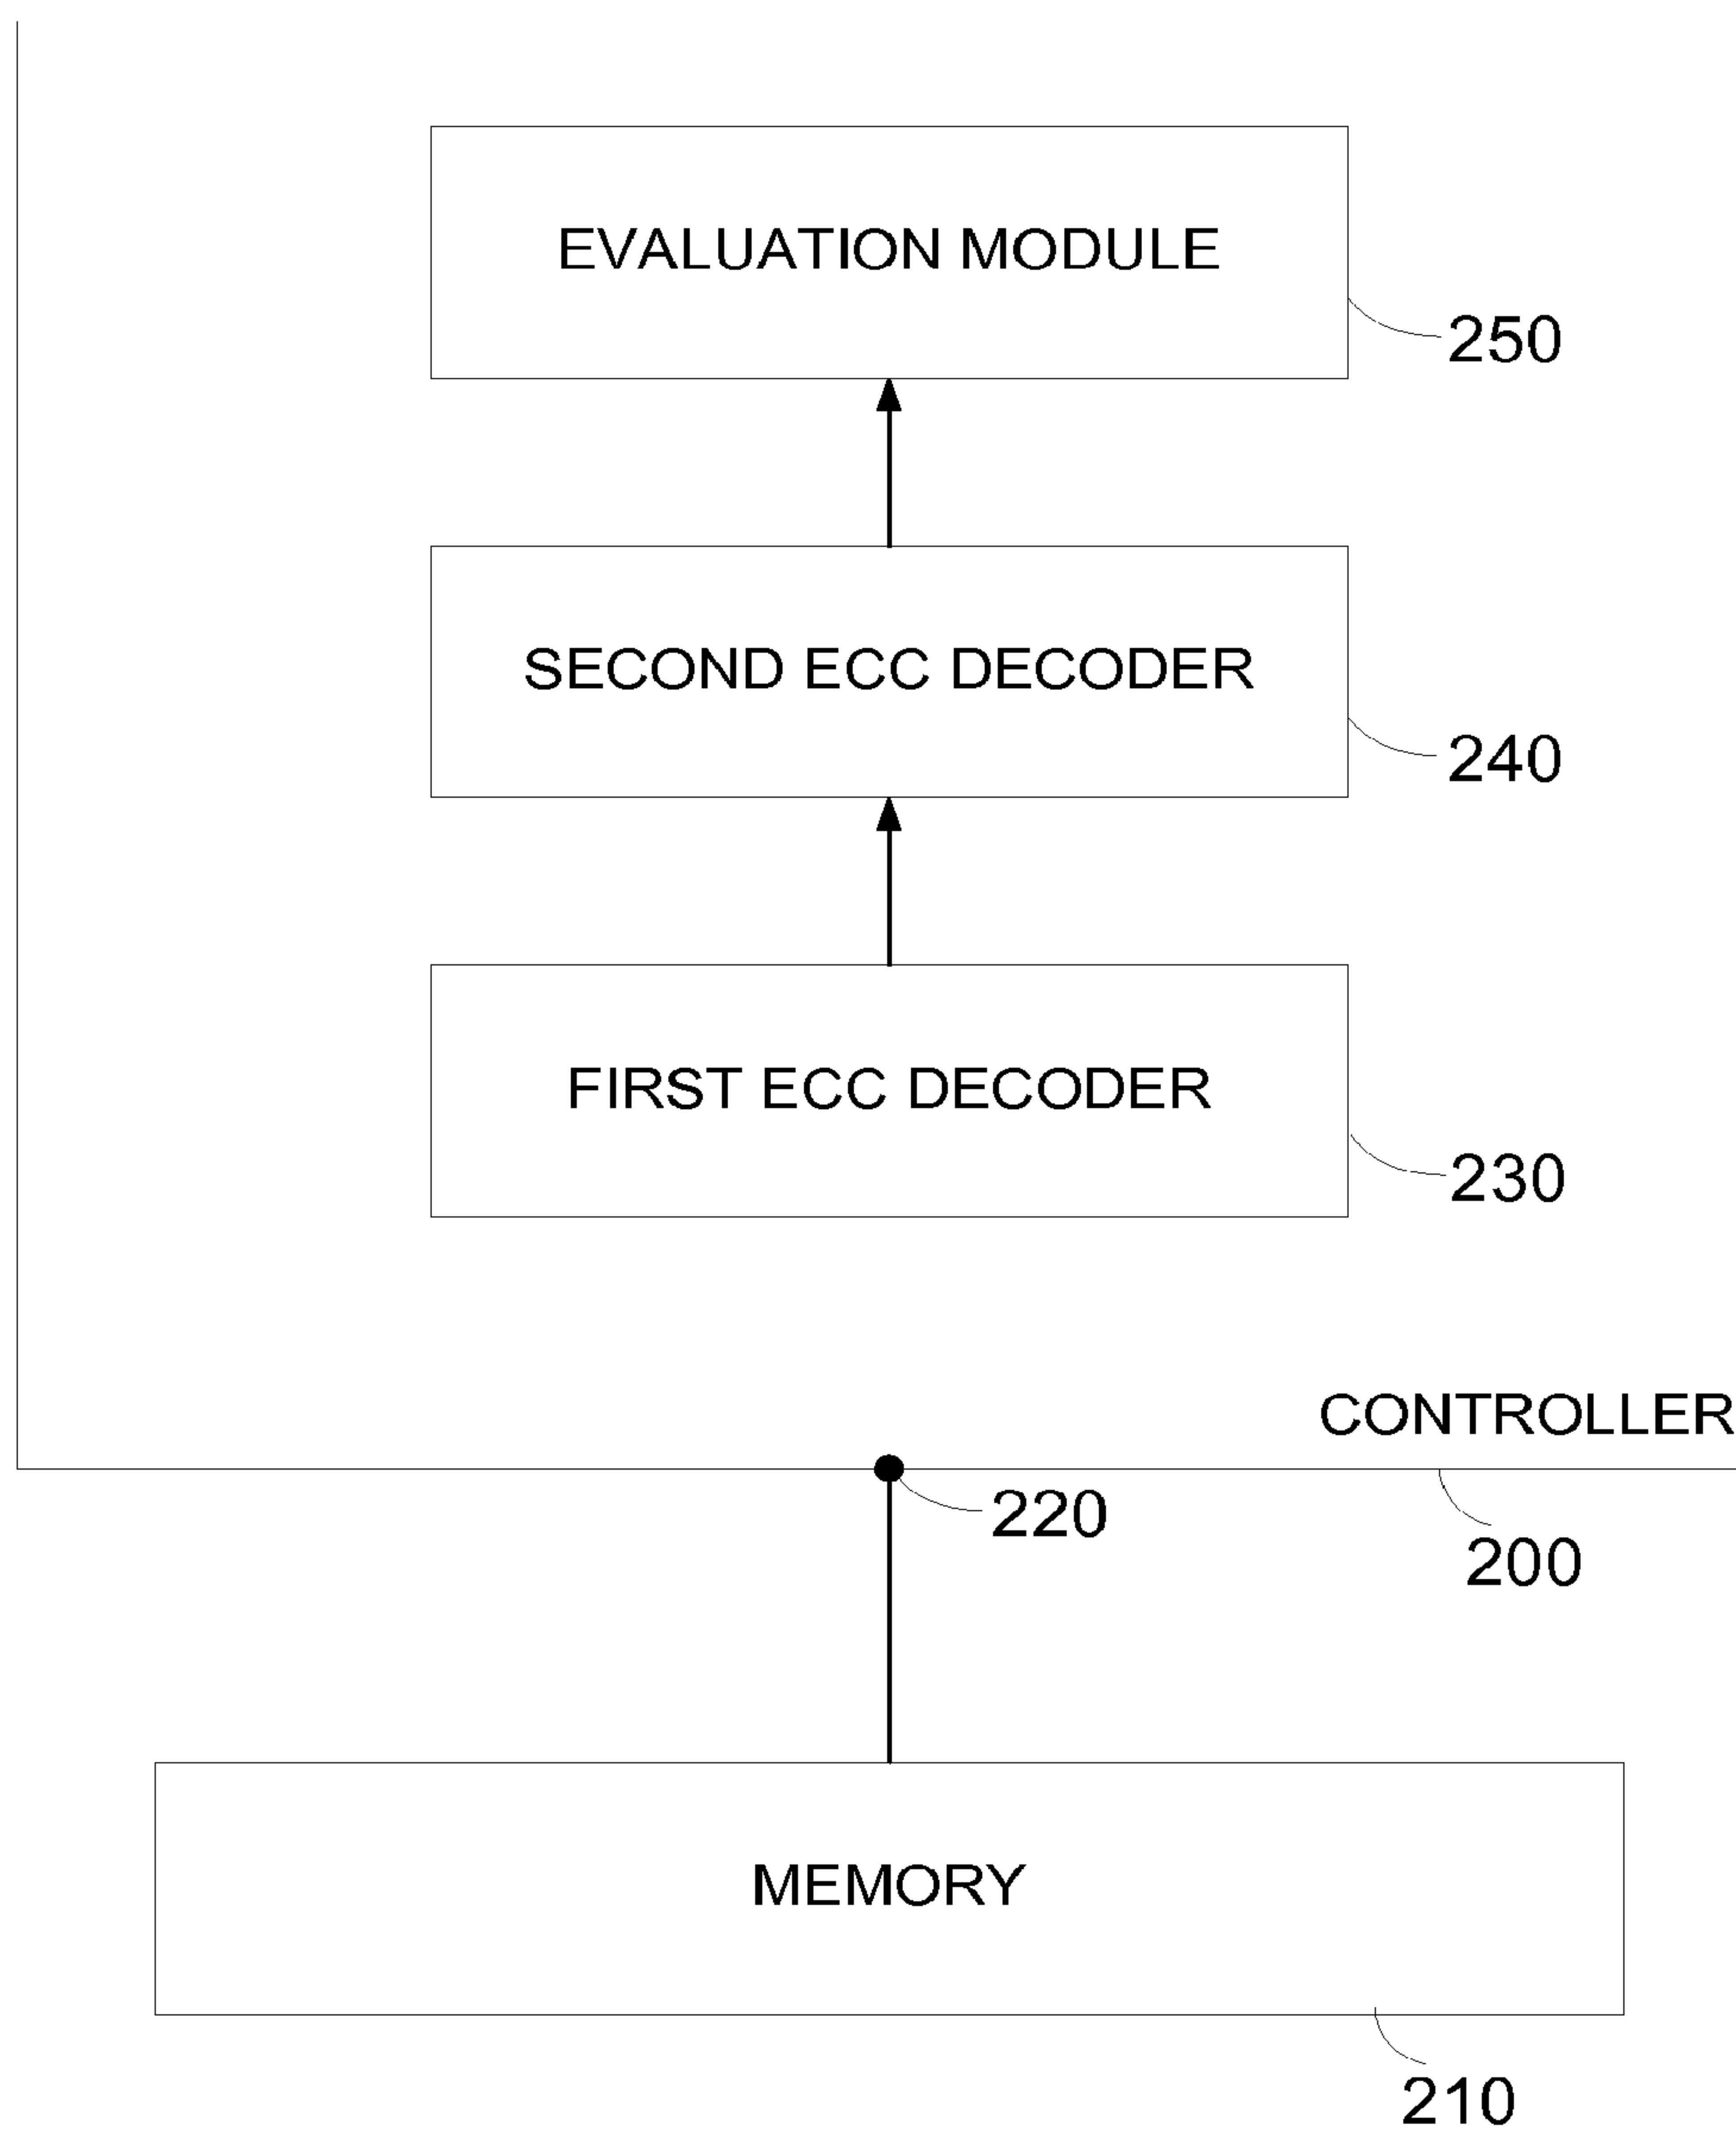 EVALUATION MODULE
250
SECOND ECC DECODER
240
FIRST ECC DECODER
230
CONTROLLER
220
200
MEMORY
210